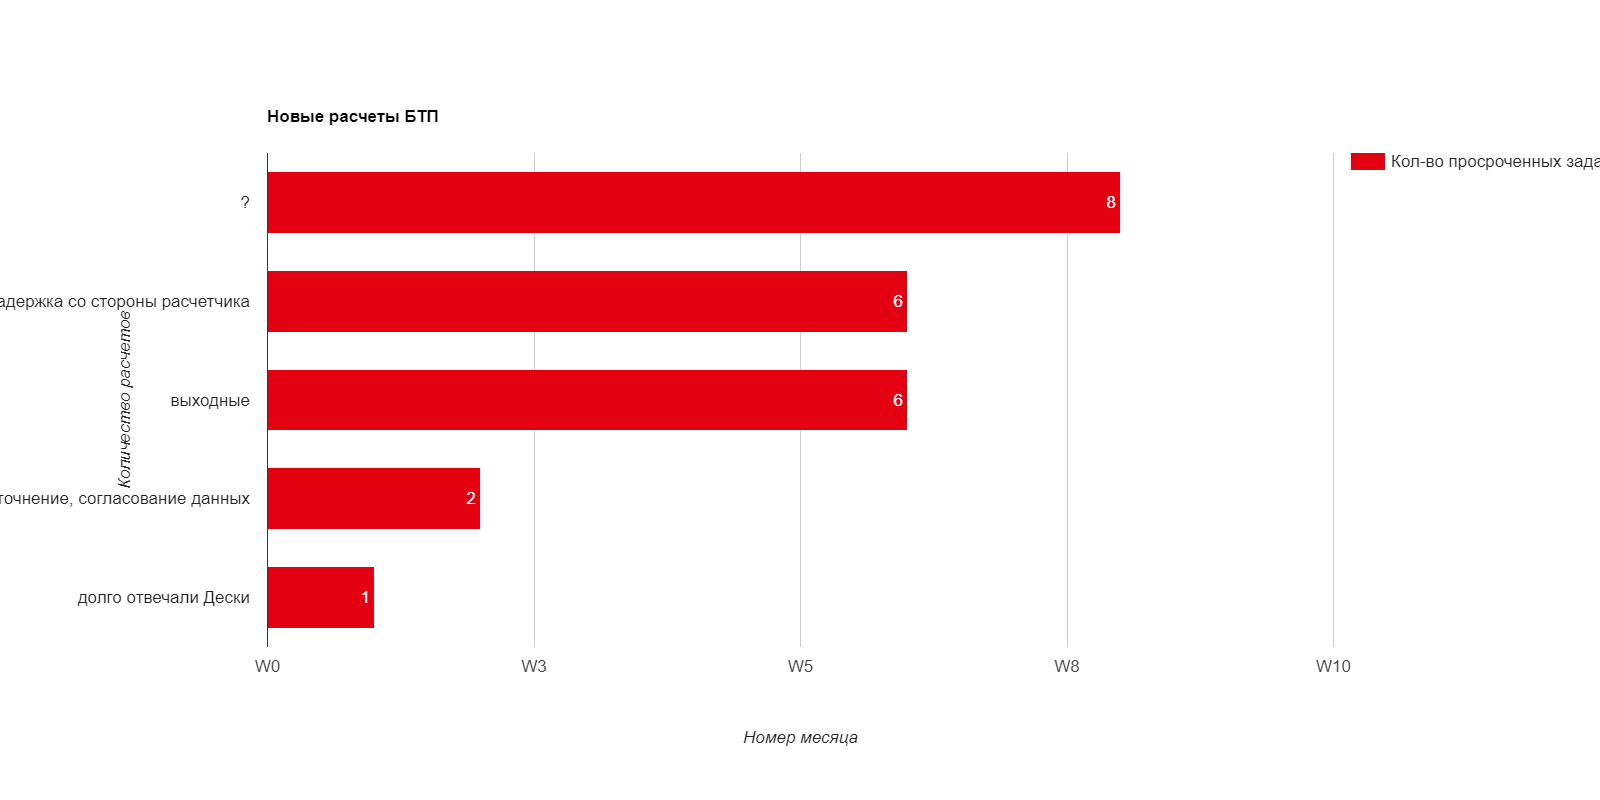 Новые расчеты БТП
Кол-во просроченных зада
?
8
адержка со стороны расчетчика
6
Количество расчетов
выходные
6
точнение, согласование данных
2
долго отвечали Дески
1
W0 W3 W5 W8 W10
Номер месяца